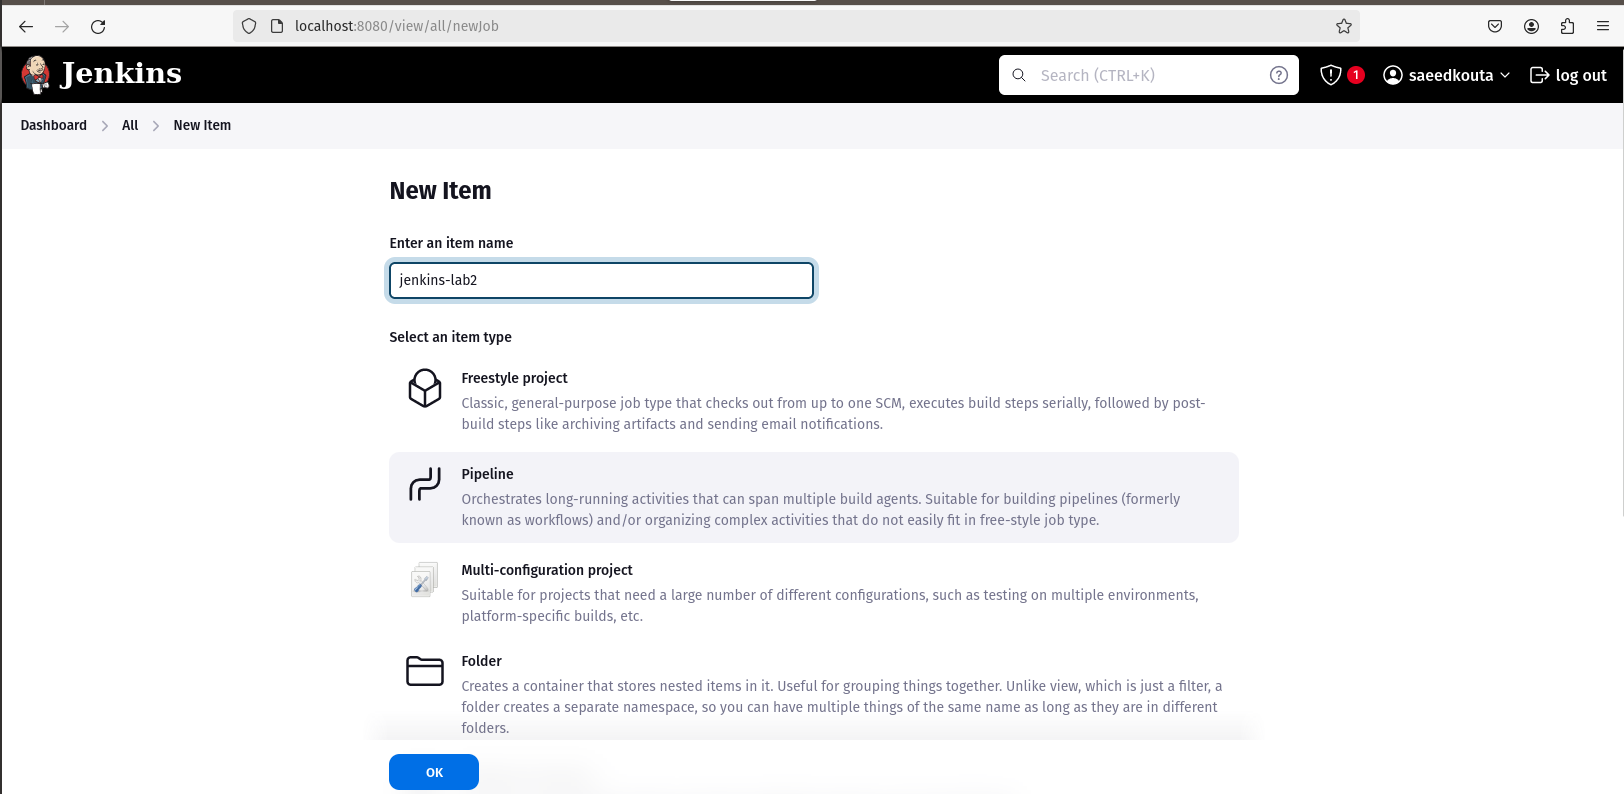 localhost:8080/view/all/newJob
Jenkins
Search (CTRL+K)
1
saeedkouta
log out
Dashboard
All
New Item
New Item
Enter an item name
jenkins-lab2
Select an item type
Freestyle project
Classic, general-purpose job type that checks out from up to one SCM, executes build steps serially, followed by post-
build steps like archiving artifacts and sending email notifications.
Pipeline
Orchestrates long-running activities that can span multiple build agents. Suitable for building pipelines (formerly
known as workflows) and/or organizing complex activities that do not easily fit in free-style job type.
Multi-configuration project
Suitable for projects that need a large number of different configurations, such as testing on multiple environments,
platform-specific builds, etc.
Folder
Creates a container that stores nested items in it. Useful for grouping things together. Unlike view, which is just a filter, a
folder creates a separate namespace, so you can have multiple things of the same name as long as they are in different
folders.
OK